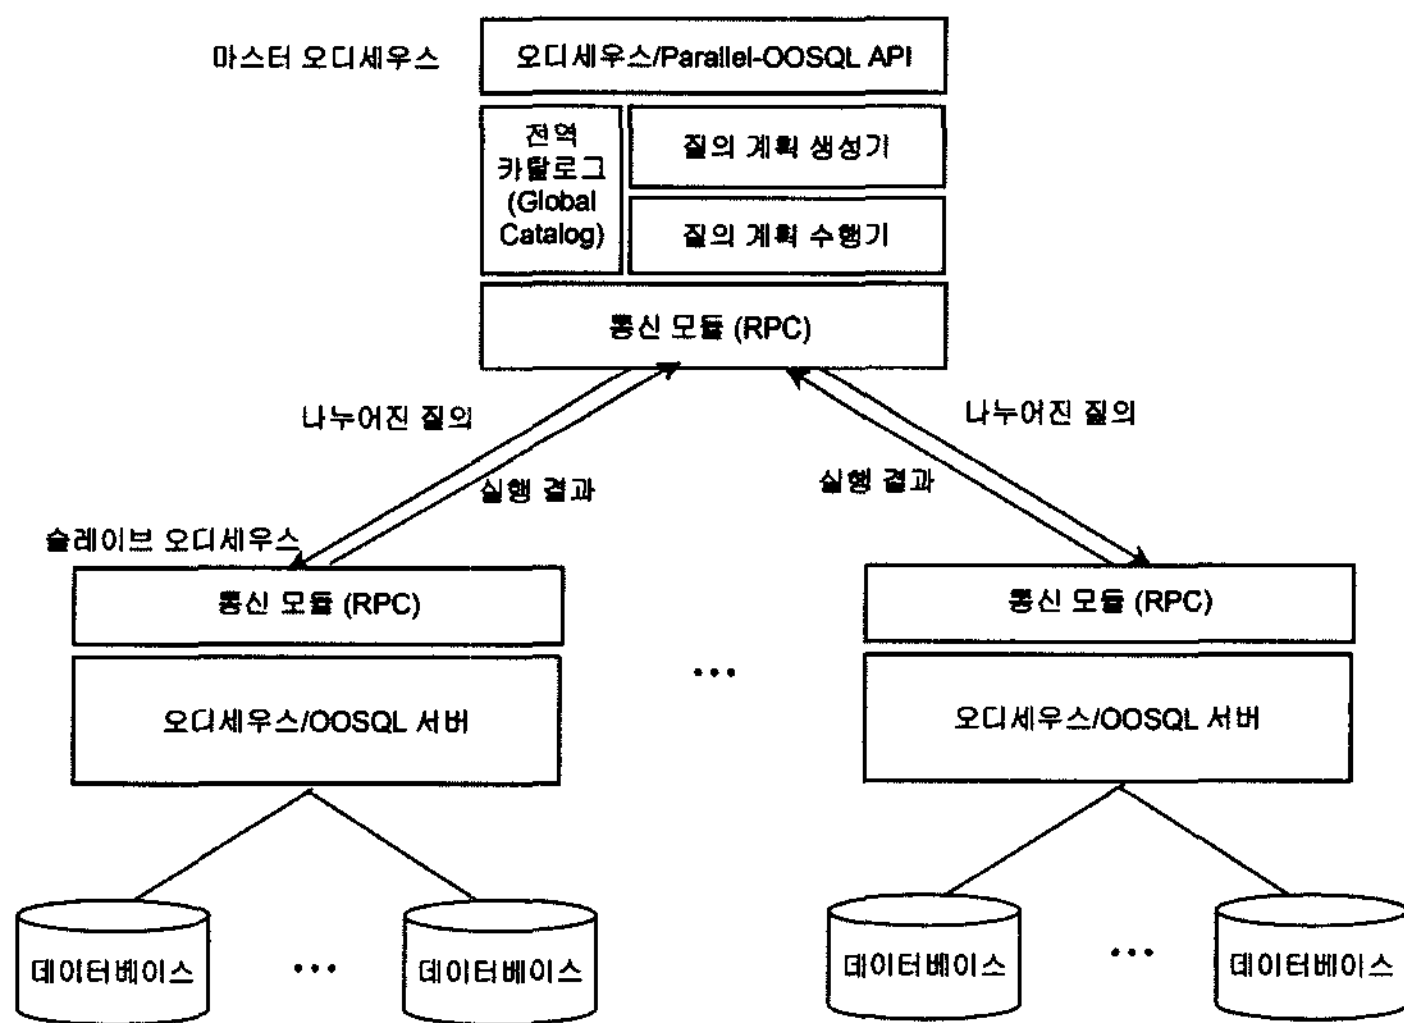 마스터 오디세우스
오디세우스/Parallel-OOSQL API
전역
카탈로그
(Global
Catalog)
질의 계획 생성기
질의 계획 수행기
통신 모듈 (RPC)
나누어진 질의
나누어진 질의
실행 결과
실행 결과
슬레이브 오디세우스
통신 모듈 (RPC)
통신 모듈 (RPC)
...
오디세우스/OOSQL 서버
오디세우스/OOSQL 서버
데이터베이스
...
데이터베이스
데이터베이스
...
데이터베이스